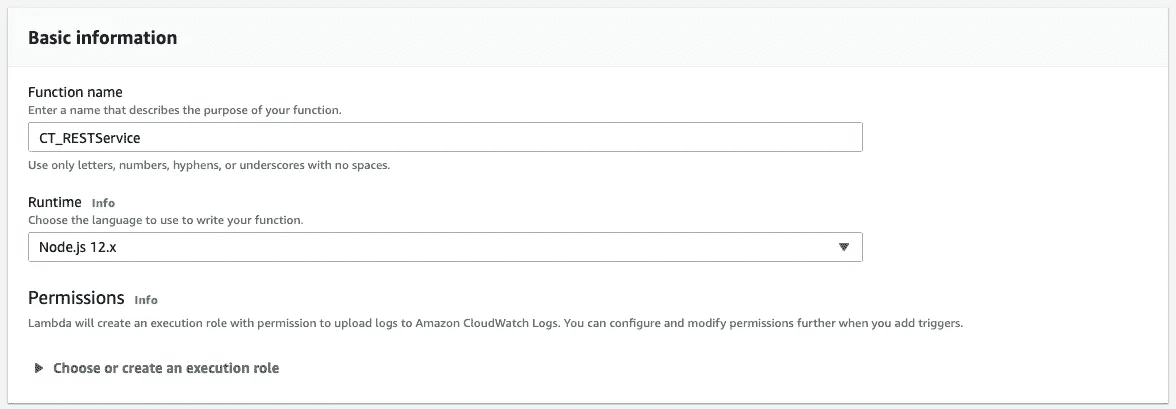 Basic information
Function name
Enter a name that describes the purpose of your function.
CT_RESTService
Use only letters, numbers, hyphens, or underscores with no spaces.
Runtime Info
Choose the language to use to write your function.
Node.js 12.x
Permissions Info
Lambda will create an execution role with permission to upload logs to Amazon CloudWatch Logs. You can configure and modify permissions further when you add triggers.
Choose or create an execution role